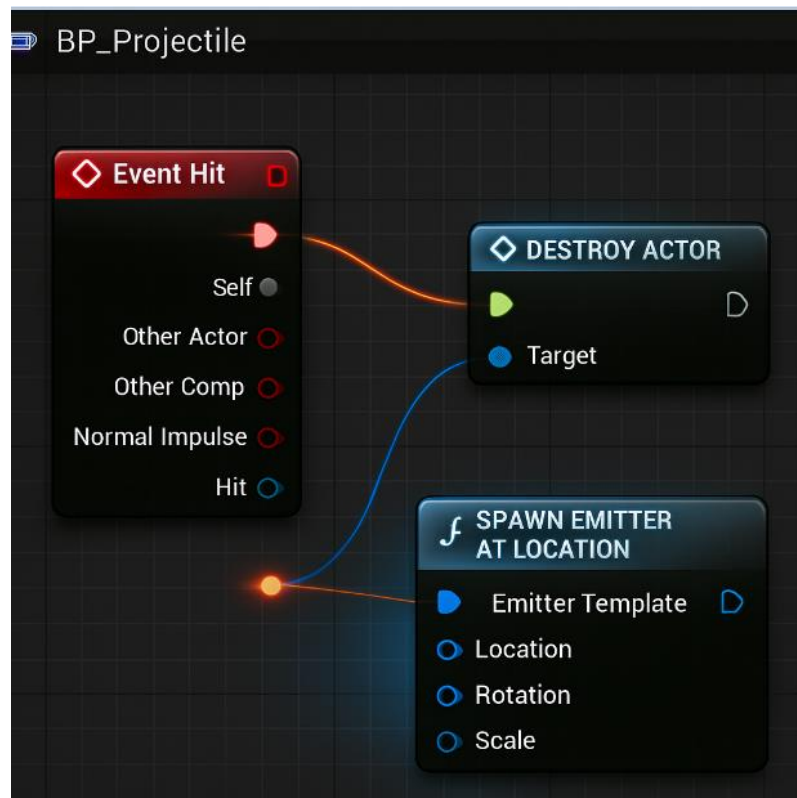 BP_Projectile
Event Hit
Self
Other Actor
Other Comp
Normal Impulse
Hit
DESTROY ACTOR
Target
SPAWN EMITTER
AT LOCATION
Emitter Template
Location
Rotation
Scale